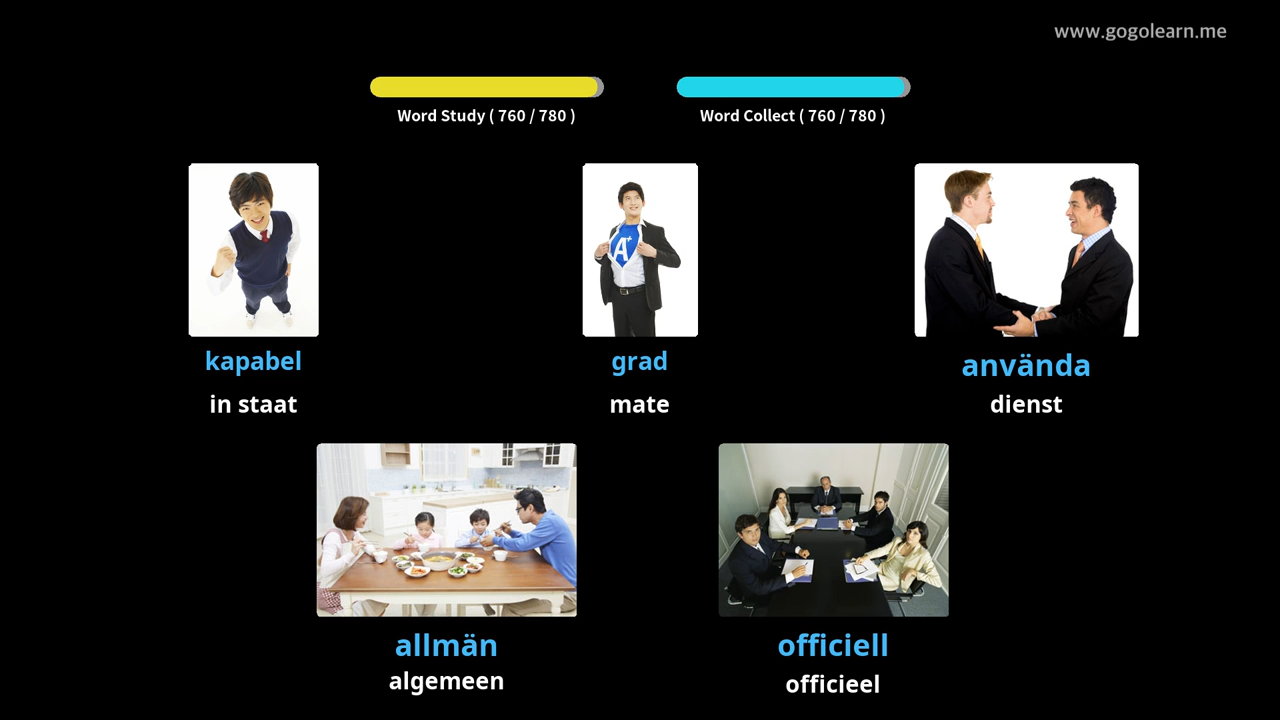 www.gogolearn.me
Word Study ( 760 / 780 )
Word Collect ( 760 / 780 )
A+
kapabel
grad
använda
in staat
mate
dienst
allmän
officiell
algemeen
officieel